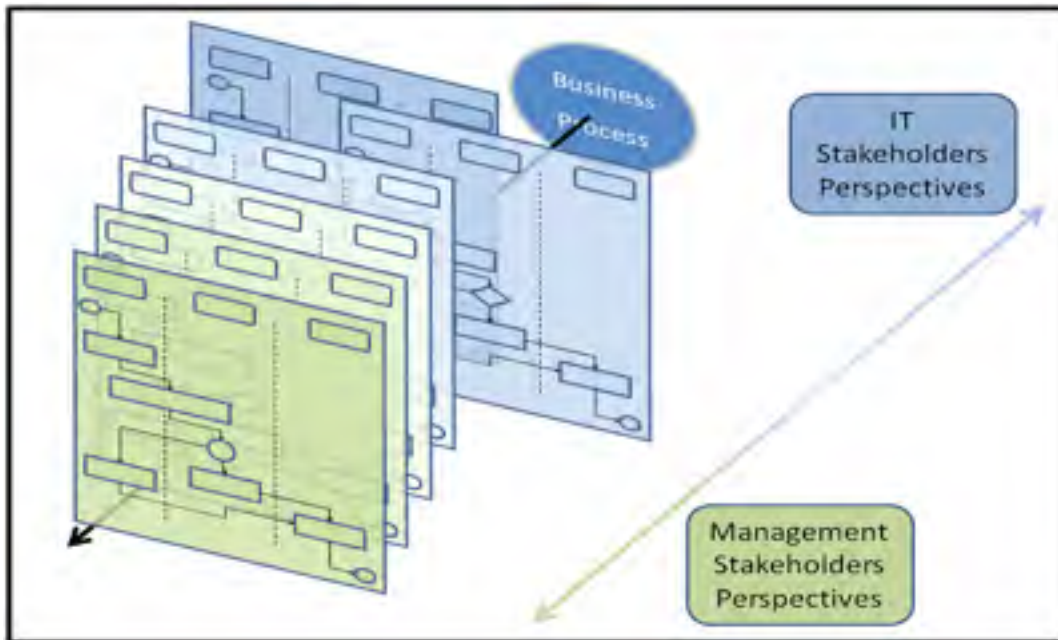 Business
Process
IT
Stakeholders
Perspectives
Management
Stakeholders
Perspectives